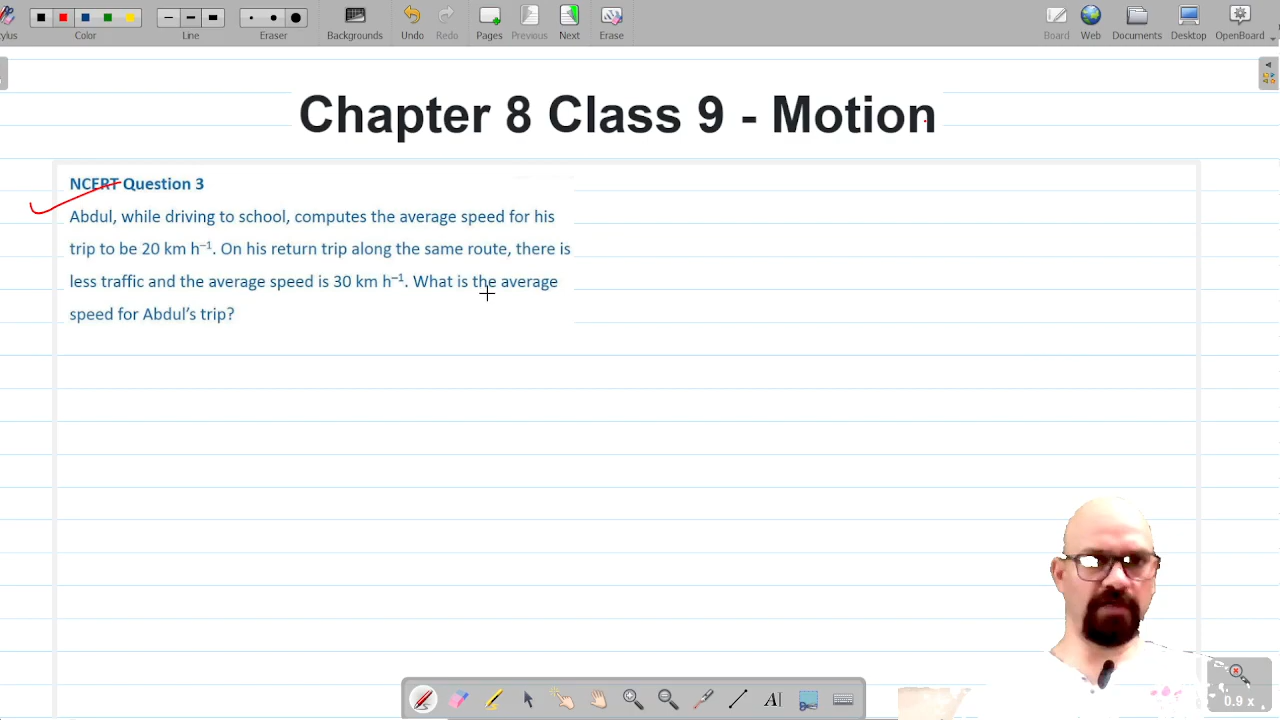 ylus
Color
Line
Eraser
Backgrounds
Undo
Redo
Pages
Previous
Next
Erase
Board
Web
Documents
Desktop
OpenBoard
Chapter 8 Class 9 - Motion
NCERT Question 3
Abdul, while driving to school, computes the average speed for his
trip to be 20 km h⁻¹. On his return trip along the same route, there is
less traffic and the average speed is 30 km h⁻¹. What is the average
speed for Abdul’s trip?
A
0.9 x